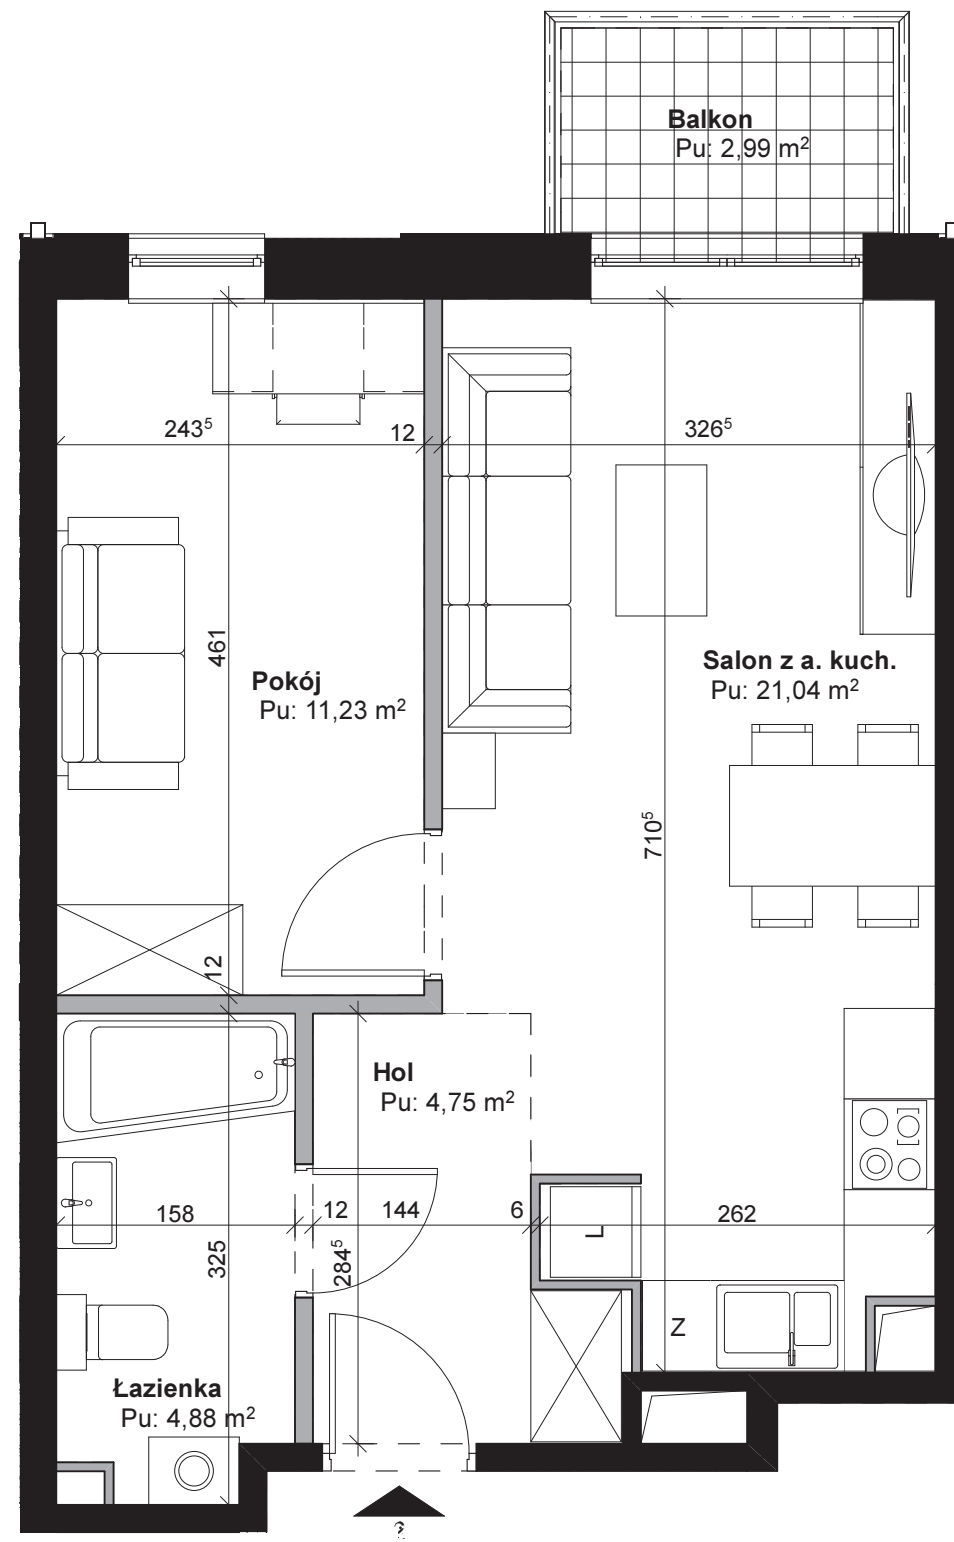 Balkon
Pu: 2,99 m²
243⁵
12
326⁵
461
Pokój
Pu: 11,23 m²
Salon z a. kuch.
Pu: 21,04 m²
710⁵
12
Hol
Pu: 4,75 m²
158
12
144
6
262
325
284⁵
L
Z
Łazienka
Pu: 4,88 m²